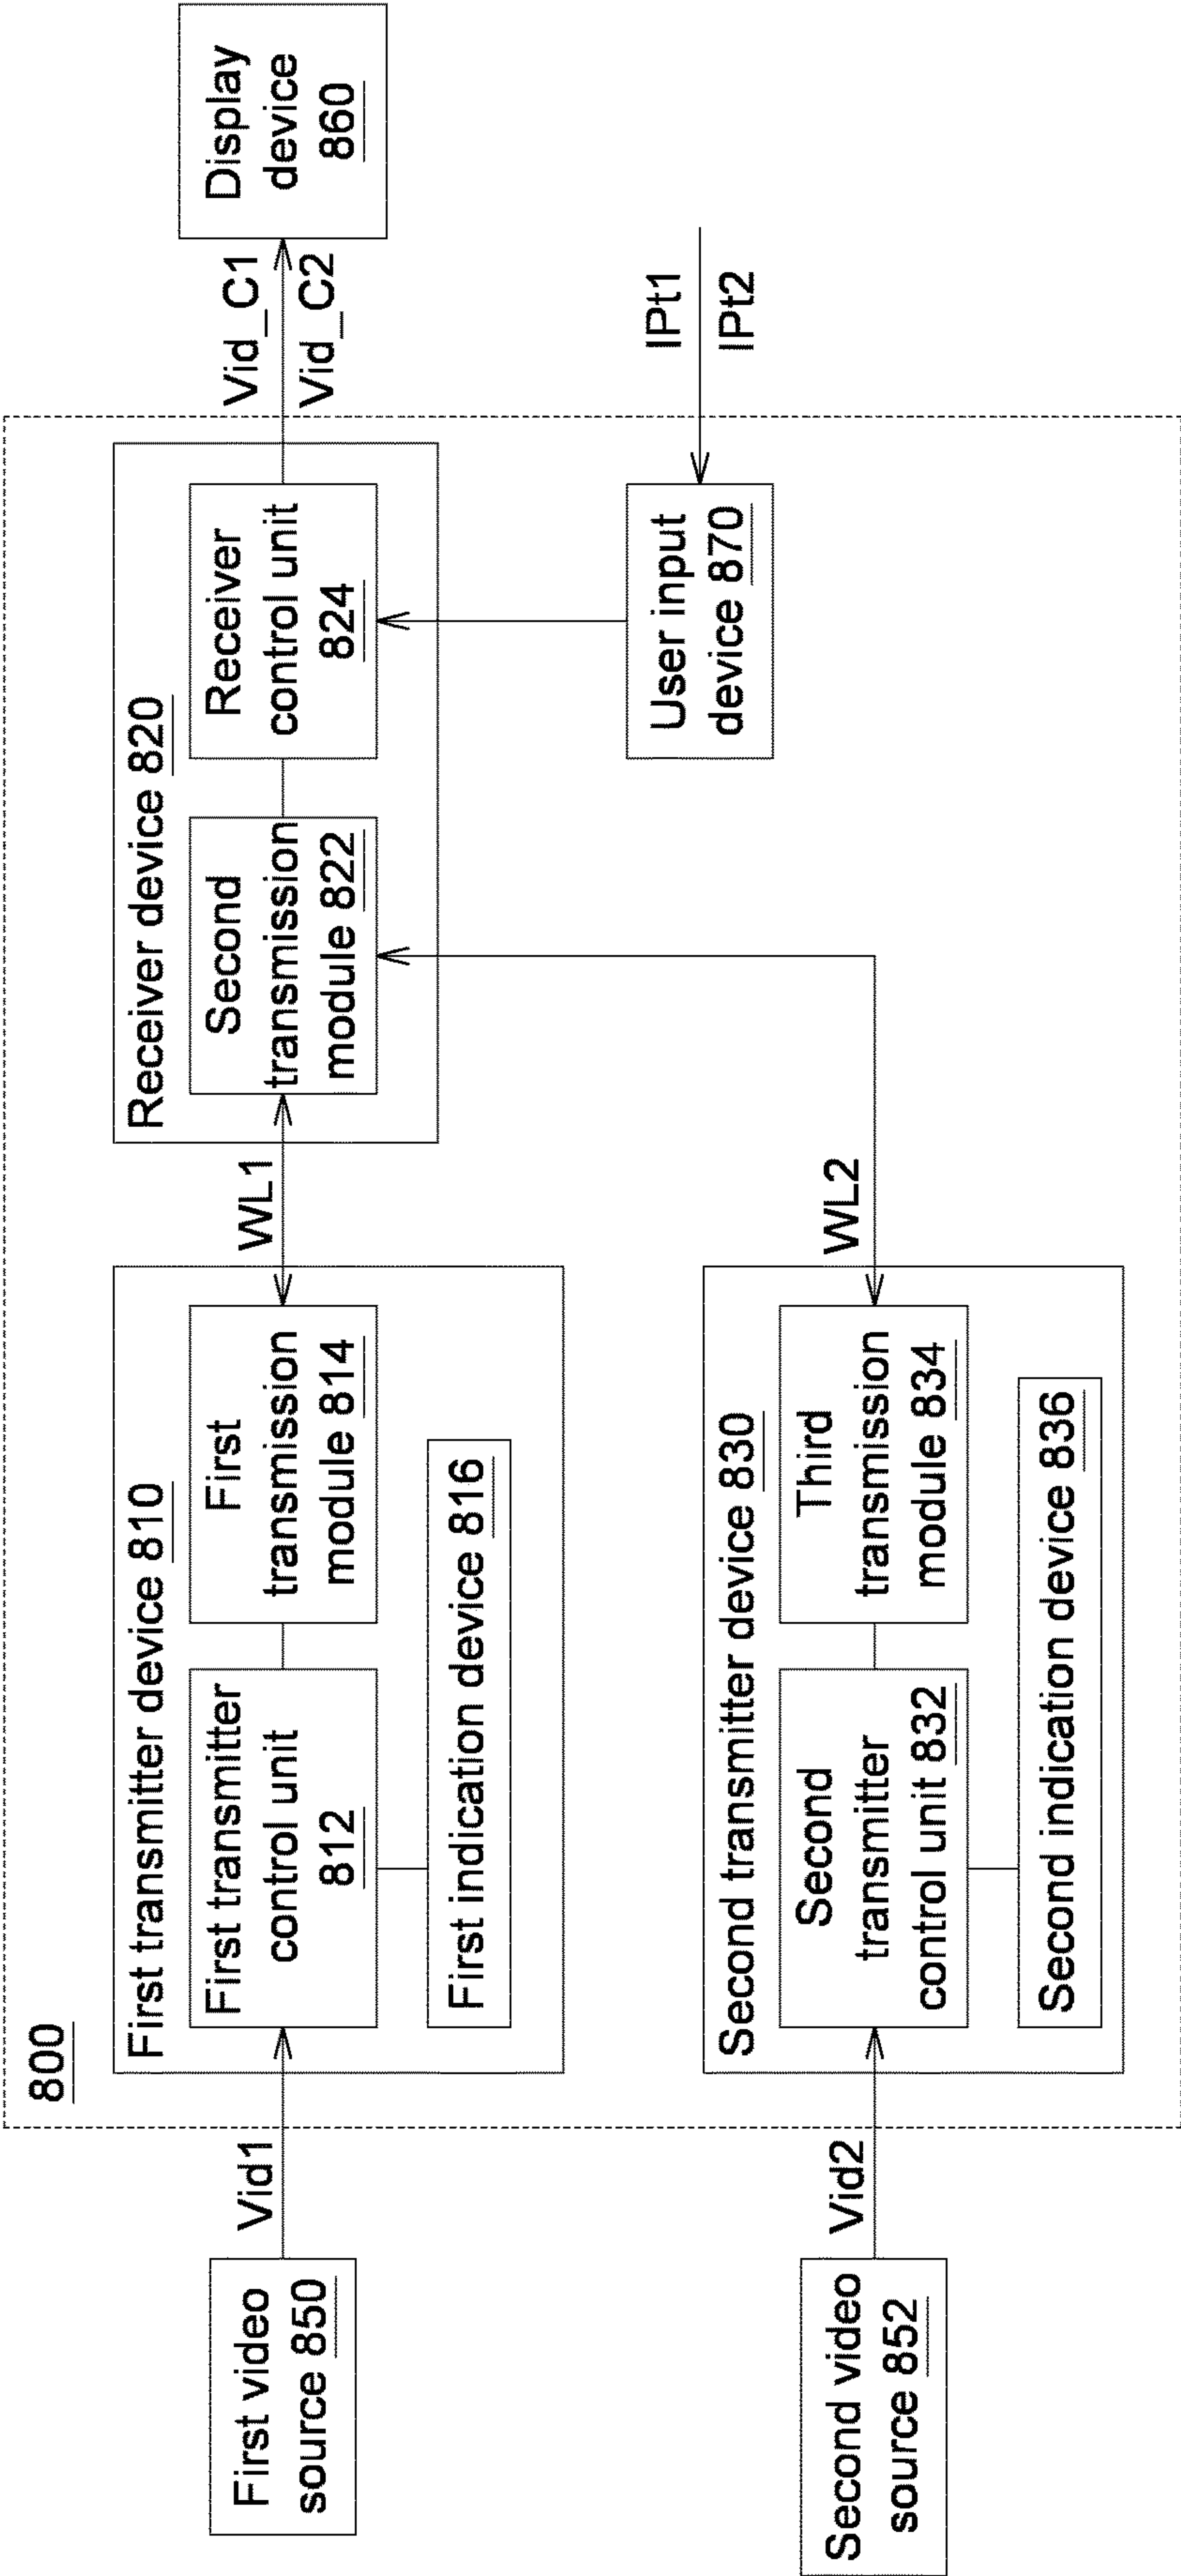 800
First video
source 850
Vid1
First transmitter device 810
First transmitter
control unit
812
First
transmission
module 814
First indication device 816
WL1
Receiver device 820
Second
transmission
module 822
Receiver
control unit
824
Vid_C1
Vid_C2
Display
device
860
Second video
source 852
Vid2
Second transmitter device 830
Second
transmitter
control unit 832
Third
transmission
module 834
Second indication device 836
WL2
User input
device 870
IPt1
IPt2